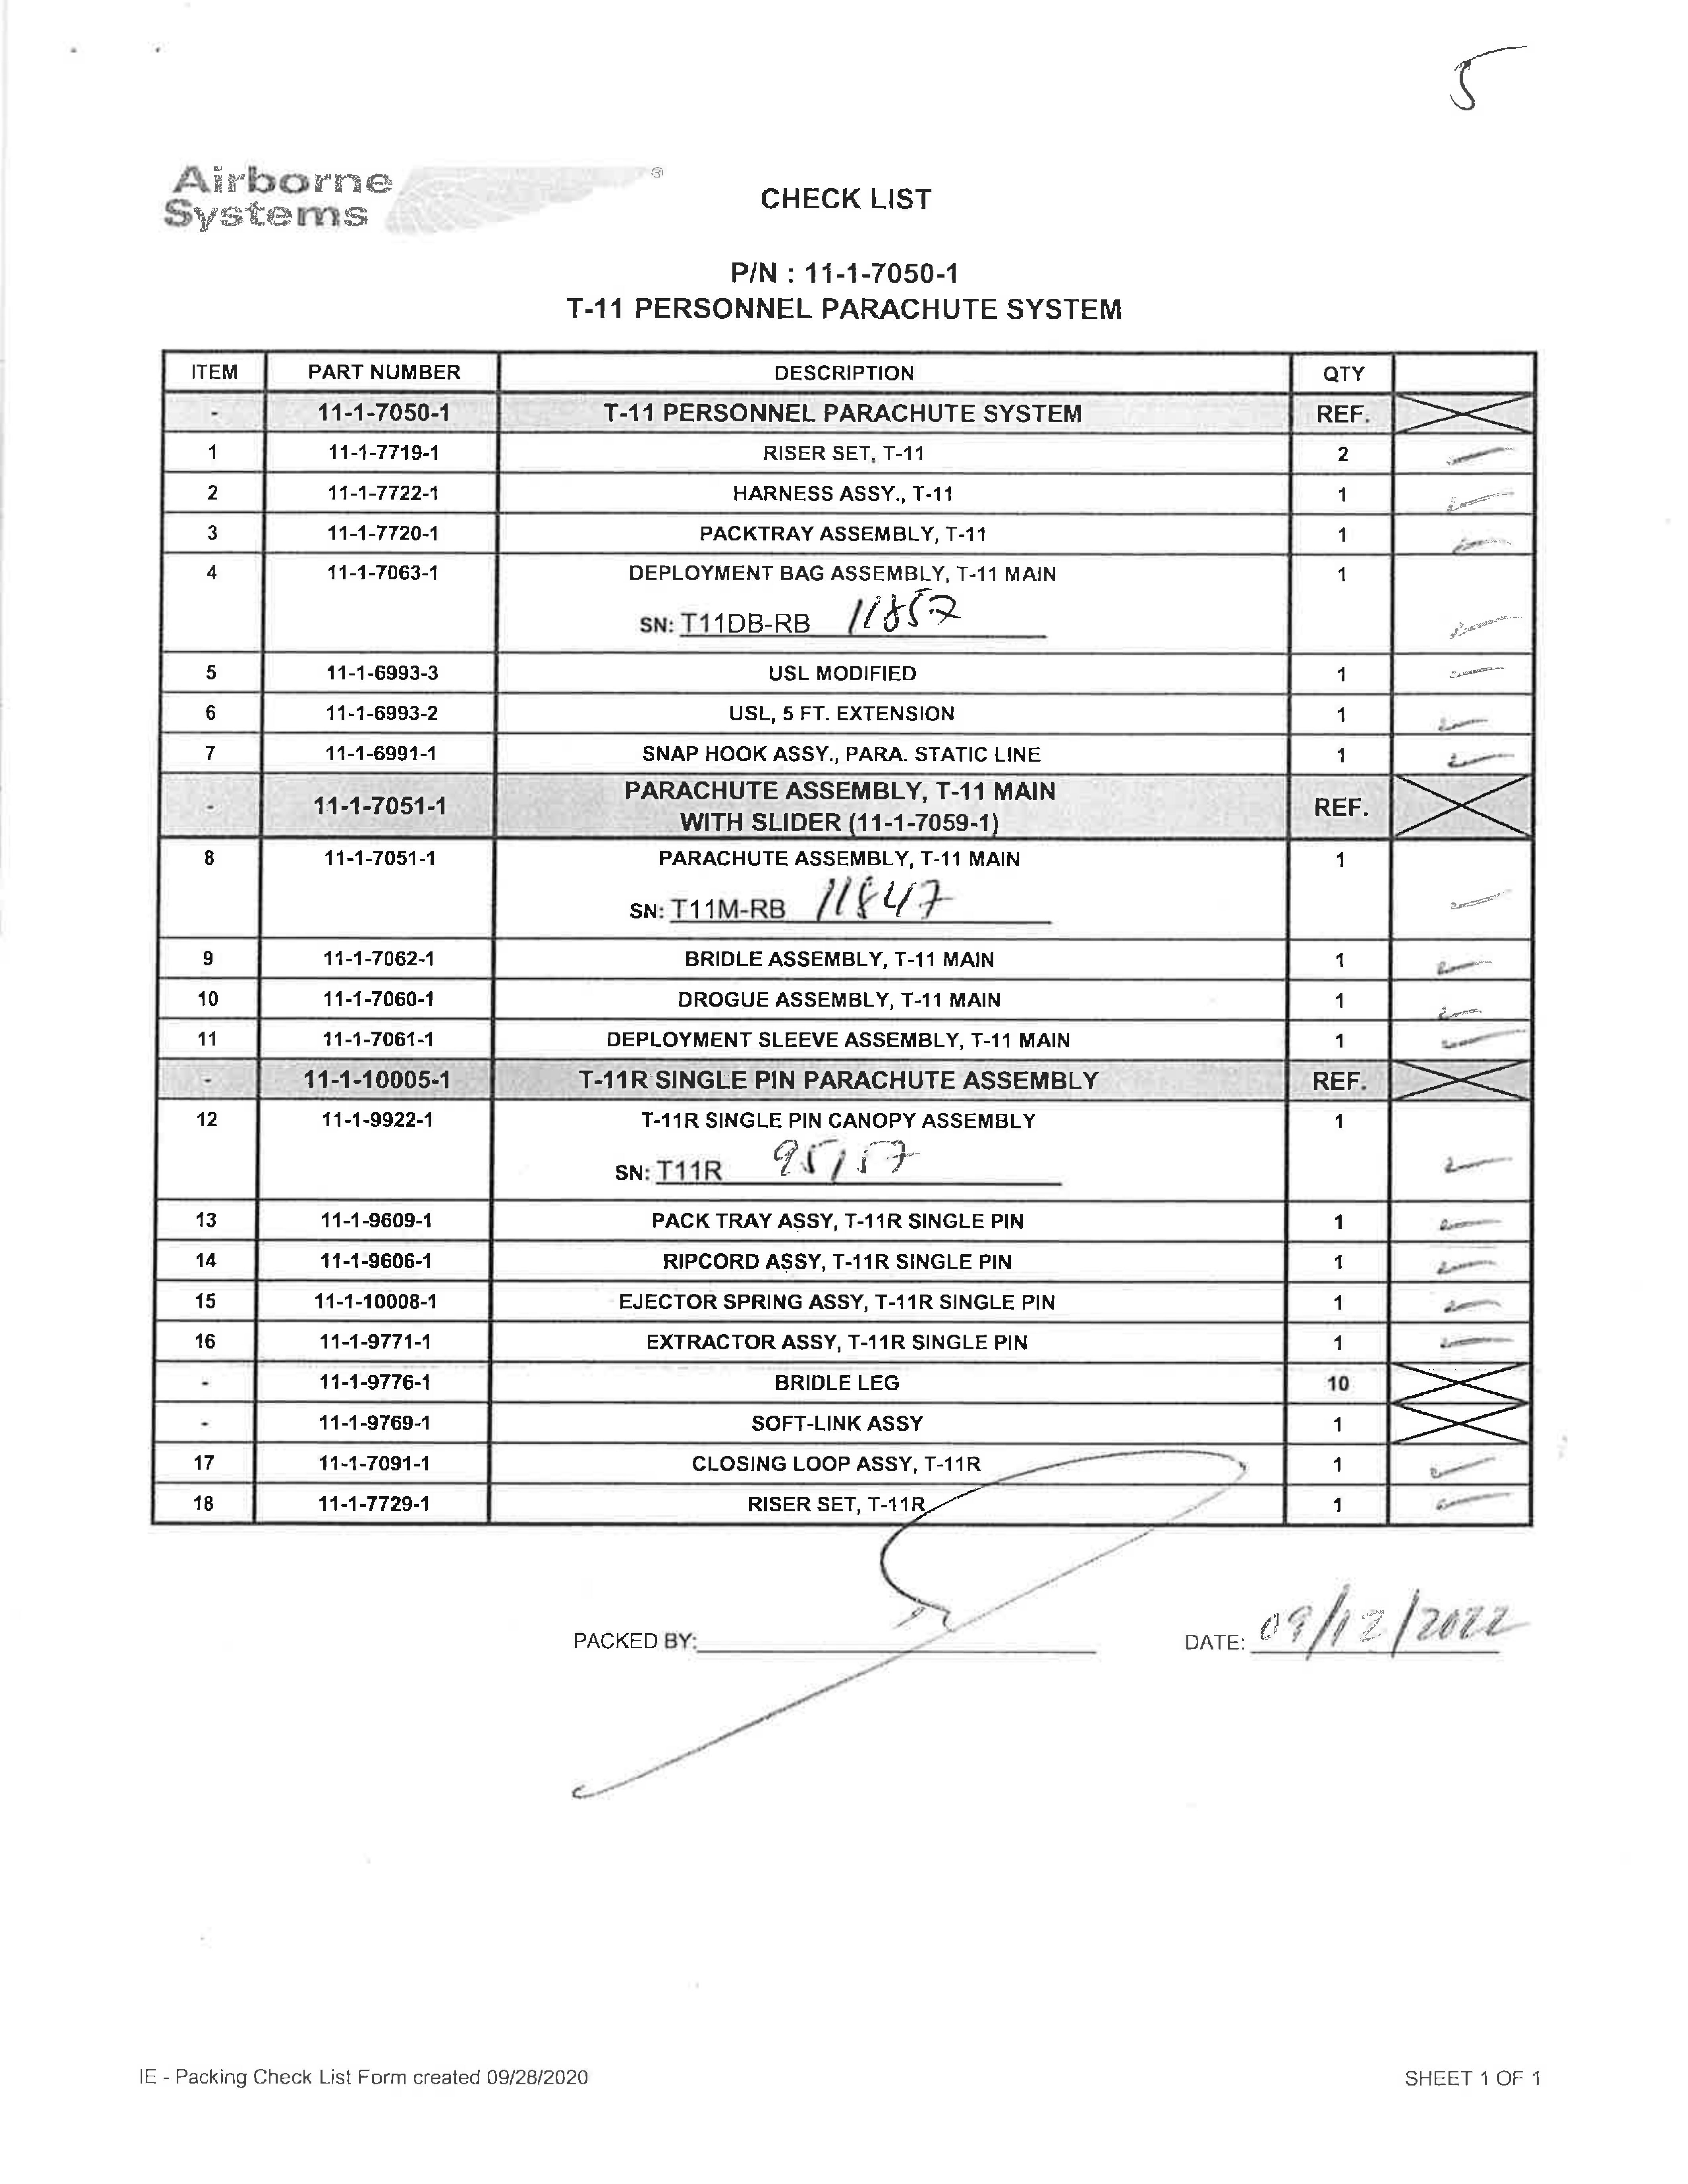 5
Airborne
Systems ®
CHECK LIST
P/N : 11-1-7050-1
T-11 PERSONNEL PARACHUTE SYSTEM
ITEM PART NUMBER DESCRIPTION QTY
- 11-1-7050-1 T-11 PERSONNEL PARACHUTE SYSTEM REF.
1 11-1-7719-1 RISER SET, T-11 2
2 11-1-7722-1 HARNESS ASSY., T-11 1
3 11-1-7720-1 PACKTRAY ASSEMBLY, T-11 1
4 11-1-7063-1 DEPLOYMENT BAG ASSEMBLY, T-11 MAIN 1
SN: T11DB-RB 11857
5 11-1-6993-3 USL MODIFIED 1
6 11-1-6993-2 USL, 5 FT. EXTENSION 1
7 11-1-6991-1 SNAP HOOK ASSY., PARA. STATIC LINE 1
- 11-1-7051-1 PARACHUTE ASSEMBLY, T-11 MAIN REF.
WITH SLIDER (11-1-7059-1)
8 11-1-7051-1 PARACHUTE ASSEMBLY, T-11 MAIN 1
SN: T11M-RB 11847
9 11-1-7062-1 BRIDLE ASSEMBLY, T-11 MAIN 1
10 11-1-7060-1 DROGUE ASSEMBLY, T-11 MAIN 1
11 11-1-7061-1 DEPLOYMENT SLEEVE ASSEMBLY, T-11 MAIN 1
- 11-1-10005-1 T-11R SINGLE PIN PARACHUTE ASSEMBLY REF.
12 11-1-9922-1 T-11R SINGLE PIN CANOPY ASSEMBLY 1
SN: T11R 95157
13 11-1-9609-1 PACK TRAY ASSY, T-11R SINGLE PIN 1
14 11-1-9606-1 RIPCORD ASSY, T-11R SINGLE PIN 1
15 11-1-10008-1 EJECTOR SPRING ASSY, T-11R SINGLE PIN 1
16 11-1-9771-1 EXTRACTOR ASSY, T-11R SINGLE PIN 1
- 11-1-9776-1 BRIDLE LEG 10
- 11-1-9769-1 SOFT-LINK ASSY 1
17 11-1-7091-1 CLOSING LOOP ASSY, T-11R 1
18 11-1-7729-1 RISER SET, T-11R 1
PACKED BY: DATE: 09/12/2022
IE - Packing Check List Form created 09/28/2020 SHEET 1 OF 1